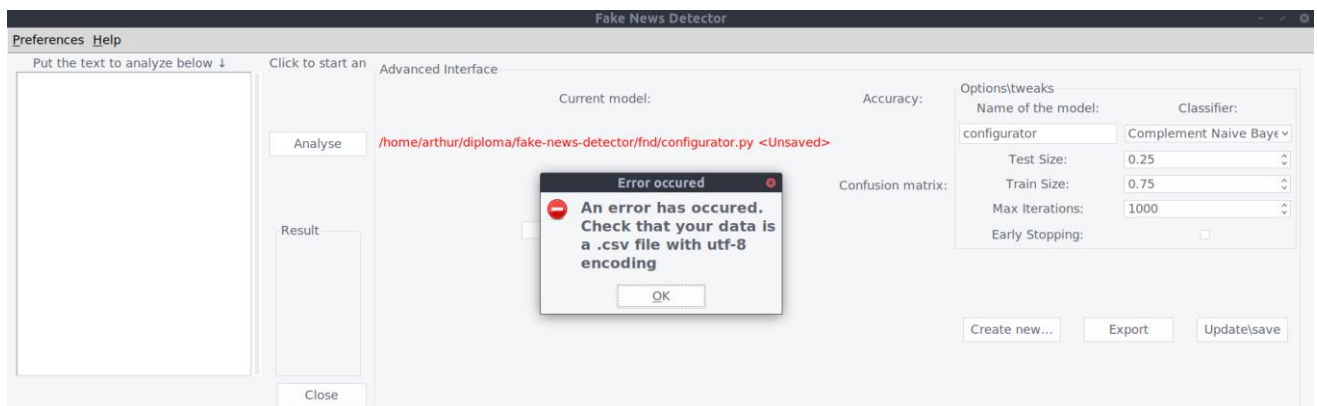 Fake News Detector
Preferences Help
Put the text to analyze below ↓
Click to start an
Analyse
Result
Close
Advanced Interface
Current model:
Accuracy:
/home/arthur/diploma/fake-news-detector/fnd/configurator.py <Unsaved>
Confusion matrix:
Error occured
An error has occured.
Check that your data is
a .csv file with utf-8
encoding
OK
Options\tweaks
Name of the model:
Classifier:
configurator
Complement Naive Baye
Test Size:
0.25
Train Size:
0.75
Max Iterations:
1000
Early Stopping:
Create new...
Export
Update\save